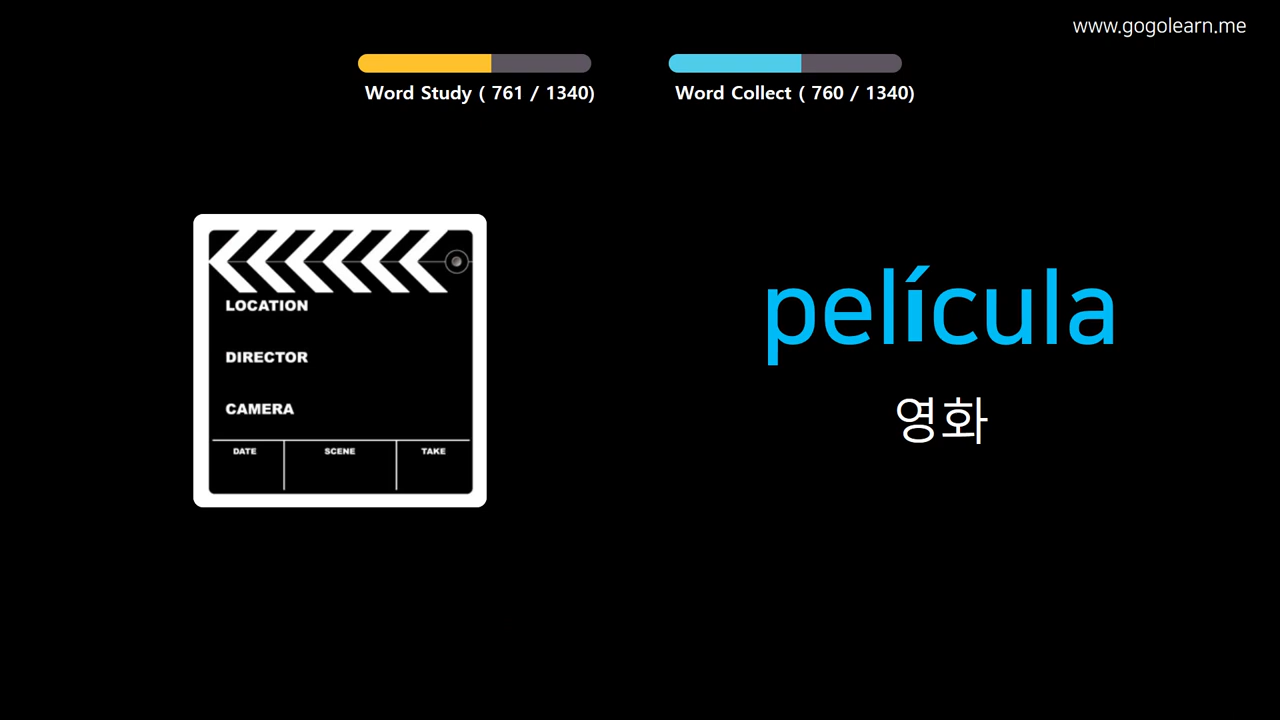 www.gogolearn.me
Word Study ( 761 / 1340)
Word Collect ( 760 / 1340)
LOCATION
DIRECTOR
CAMERA
DATE SCENE TAKE
película
영화